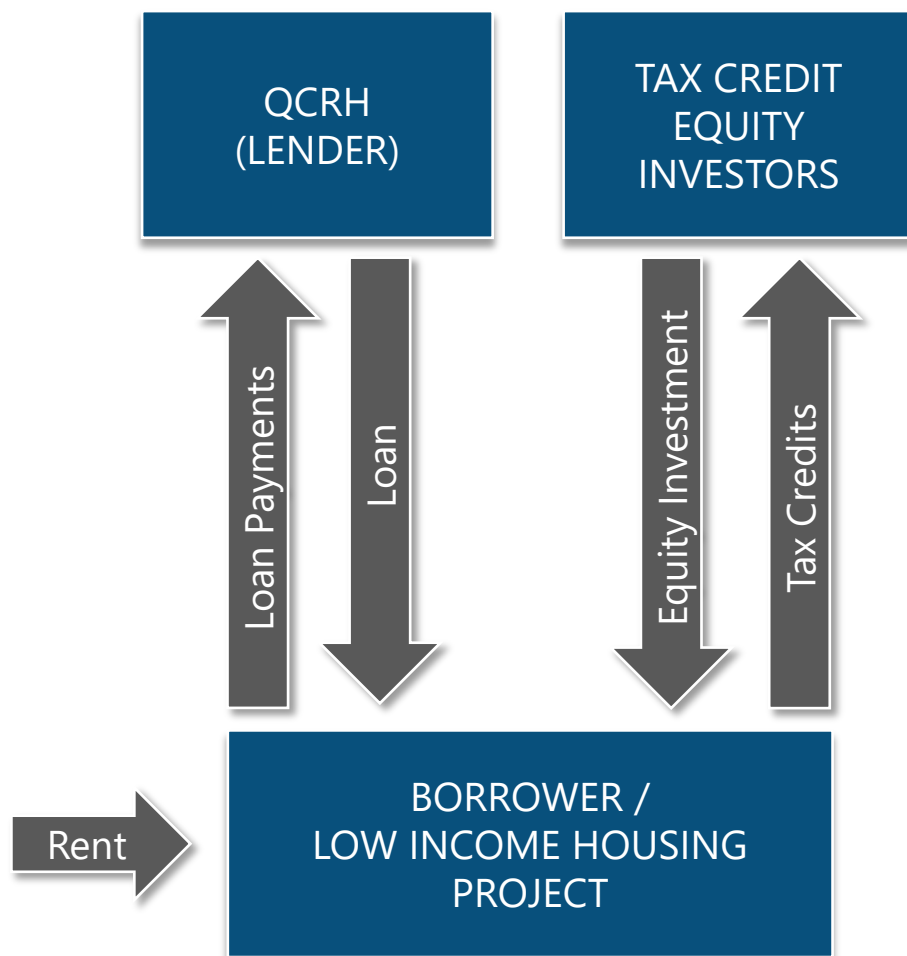 QCRH
(LENDER)
TAX CREDIT
EQUITY
INVESTORS
Loan Payments
Loan
Equity Investment
Tax Credits
Rent
BORROWER /
LOW INCOME HOUSING
PROJECT